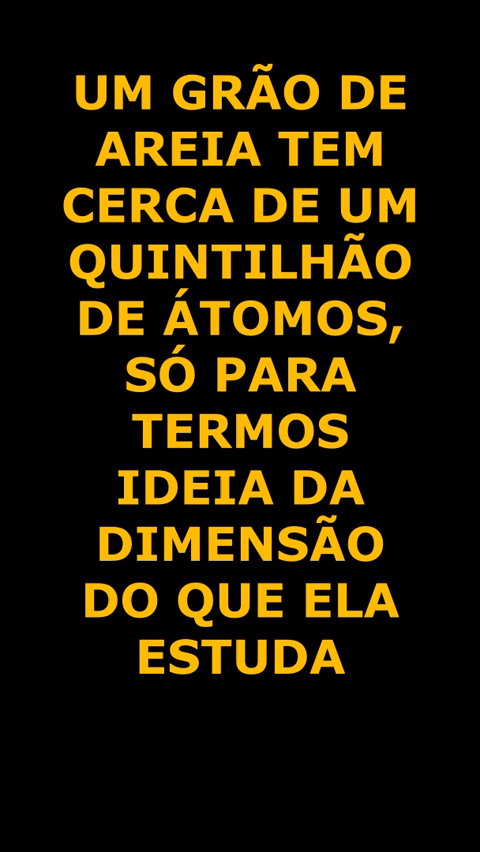 UM GRÃO DE
AREIA TEM
CERCA DE UM
QUINTILHÃO
DE ÁTOMOS,
SÓ PARA
TERMOS
IDEIA DA
DIMENSÃO
DO QUE ELA
ESTUDA